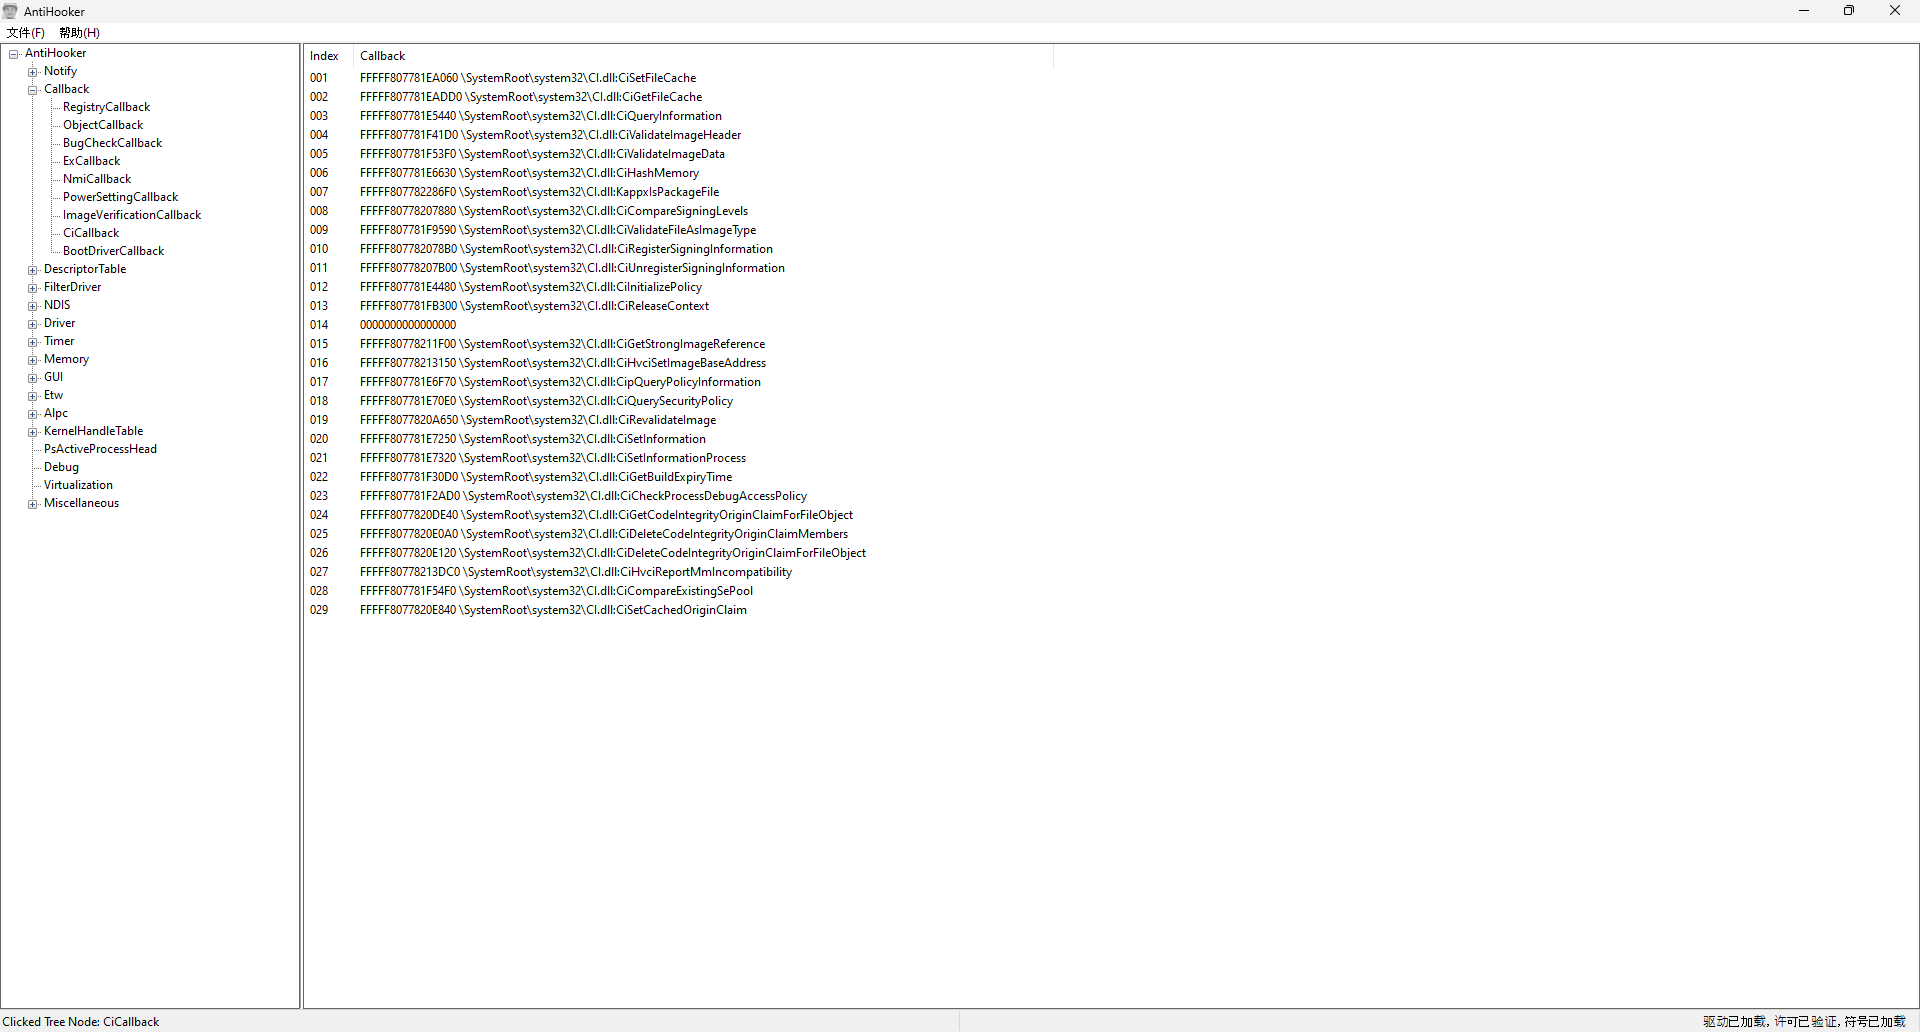 AntiHooker
文件(F) 帮助(H)
AntiHooker
Notify
Callback
RegistryCallback
ObjectCallback
BugCheckCallback
ExCallback
NmiCallback
PowerSettingCallback
ImageVerificationCallback
CiCallback
BootDriverCallback
DescriptorTable
FilterDriver
NDIS
Driver
Timer
Memory
GUI
Etw
Alpc
KernelHandleTable
PsActiveProcessHead
Debug
Virtualization
Miscellaneous
Index Callback
001 FFFFF807781EA060 \SystemRoot\system32\CI.dll:CiSetFileCache
002 FFFFF807781EADD0 \SystemRoot\system32\CI.dll:CiGetFileCache
003 FFFFF807781E5440 \SystemRoot\system32\CI.dll:CiQueryInformation
004 FFFFF807781F41D0 \SystemRoot\system32\CI.dll:CiValidateImageHeader
005 FFFFF807781F53F0 \SystemRoot\system32\CI.dll:CiValidateImageData
006 FFFFF807781E6630 \SystemRoot\system32\CI.dll:CiHashMemory
007 FFFFF807782286F0 \SystemRoot\system32\CI.dll:KappxIsPackageFile
008 FFFFF80778207880 \SystemRoot\system32\CI.dll:CiCompareSigningLevels
009 FFFFF807781F9590 \SystemRoot\system32\CI.dll:CiValidateFileAsImageType
010 FFFFF807782078B0 \SystemRoot\system32\CI.dll:CiRegisterSigningInformation
011 FFFFF80778207B00 \SystemRoot\system32\CI.dll:CiUnregisterSigningInformation
012 FFFFF807781E4480 \SystemRoot\system32\CI.dll:CiInitializePolicy
013 FFFFF807781FB300 \SystemRoot\system32\CI.dll:CiReleaseContext
014 0000000000000000
015 FFFFF80778211F00 \SystemRoot\system32\CI.dll:CiGetStrongImageReference
016 FFFFF80778213150 \SystemRoot\system32\CI.dll:CiHvciSetImageBaseAddress
017 FFFFF807781E6F70 \SystemRoot\system32\CI.dll:CipQueryPolicyInformation
018 FFFFF807781E70E0 \SystemRoot\system32\CI.dll:CiQuerySecurityPolicy
019 FFFFF8077820A650 \SystemRoot\system32\CI.dll:CiRevalidateImage
020 FFFFF807781E7250 \SystemRoot\system32\CI.dll:CiSetInformation
021 FFFFF807781E7320 \SystemRoot\system32\CI.dll:CiSetInformationProcess
022 FFFFF807781F30D0 \SystemRoot\system32\CI.dll:CiGetBuildExpiryTime
023 FFFFF807781F2AD0 \SystemRoot\system32\CI.dll:CiCheckProcessDebugAccessPolicy
024 FFFFF8077820DE40 \SystemRoot\system32\CI.dll:CiGetCodeIntegrityOriginClaimForFileObject
025 FFFFF8077820E0A0 \SystemRoot\system32\CI.dll:CiDeleteCodeIntegrityOriginClaimMembers
026 FFFFF8077820E120 \SystemRoot\system32\CI.dll:CiDeleteCodeIntegrityOriginClaimForFileObject
027 FFFFF80778213DC0 \SystemRoot\system32\CI.dll:CiHvciReportMmIncompatibility
028 FFFFF807781F54F0 \SystemRoot\system32\CI.dll:CiCompareExistingSePool
029 FFFFF8077820E840 \SystemRoot\system32\CI.dll:CiSetCachedOriginClaim
Clicked Tree Node: CiCallback
驱动已加载, 许可已验证, 符号已加载